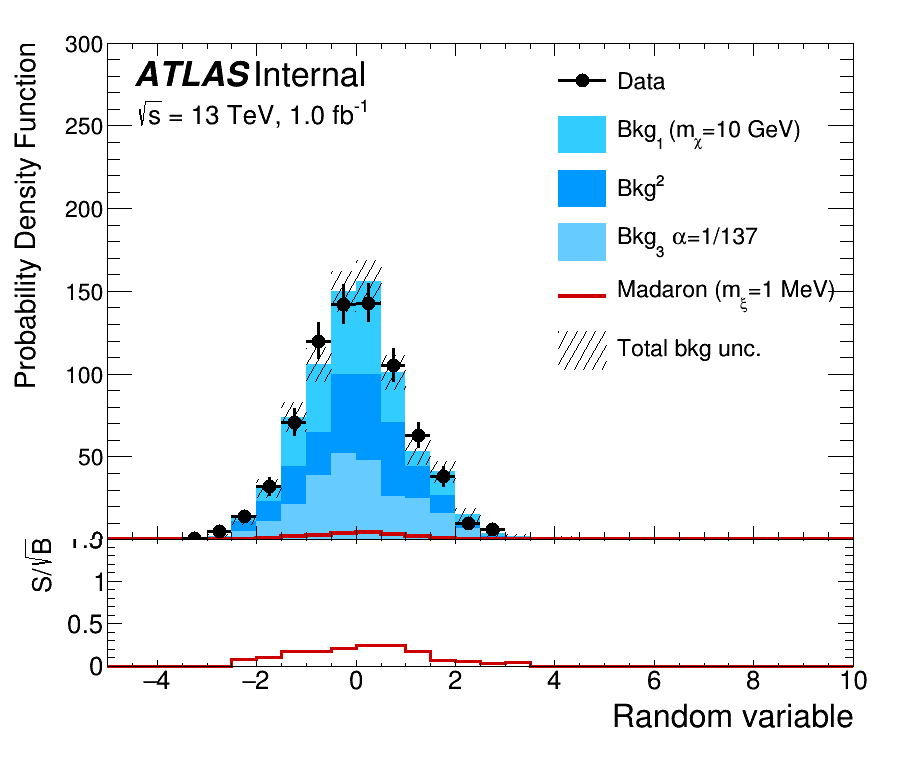 Probability Density Function
300
250
200
150
100
50
ATLAS Internal
√s = 13 TeV, 1.0 fb⁻¹
Data
Bkg₁ (mᵪ=10 GeV)
Bkg²
Bkg₃ α=1/137
Madaron (m_ξ=1 MeV)
Total bkg unc.
S/√B
1
0.5
0
−4 −2 0 2 4 6 8 10
Random variable